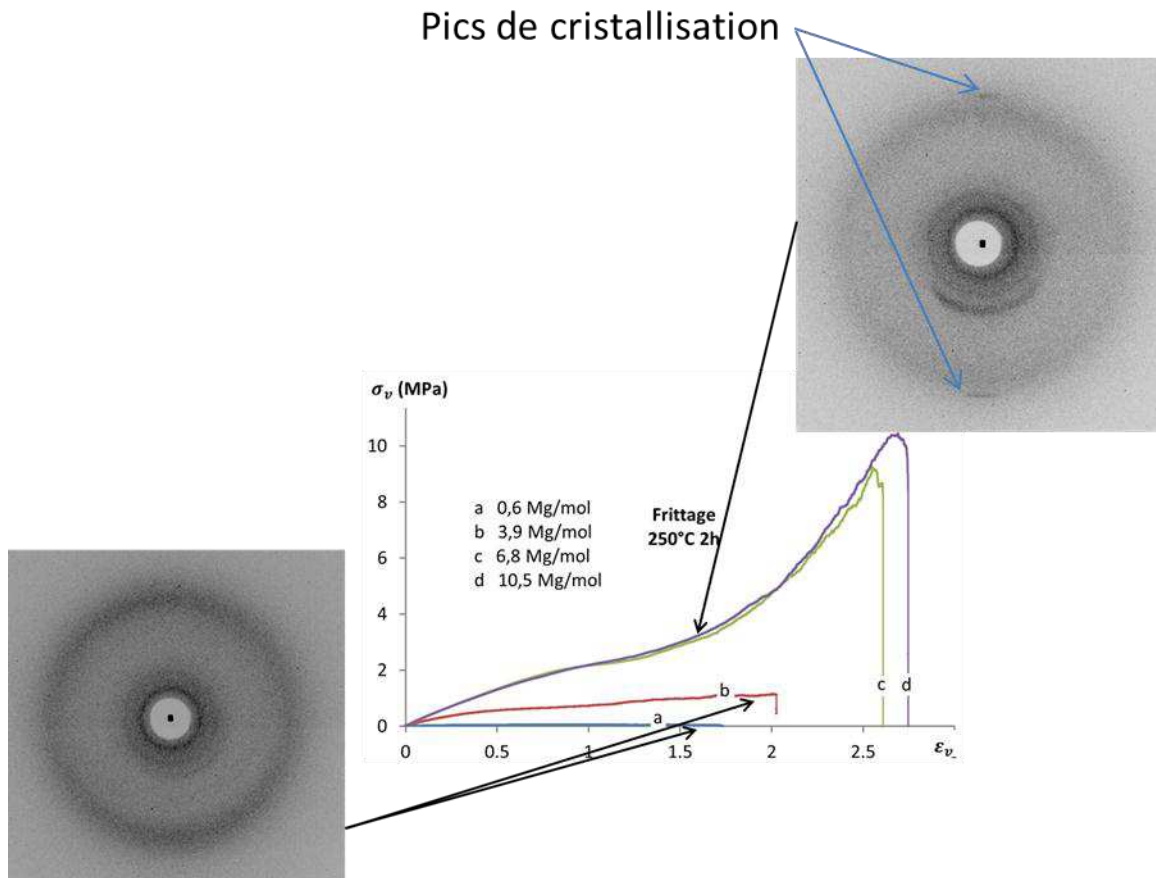 Pics de cristallisation
σᵥ (MPa)
10
8
6
4
2
0
a 0,6 Mg/mol
b 3,9 Mg/mol
c 6,8 Mg/mol
d 10,5 Mg/mol
Frittage
250°C 2h
a
b
c
d
0
0.5
1
1.5
2
2.5
εᵥ